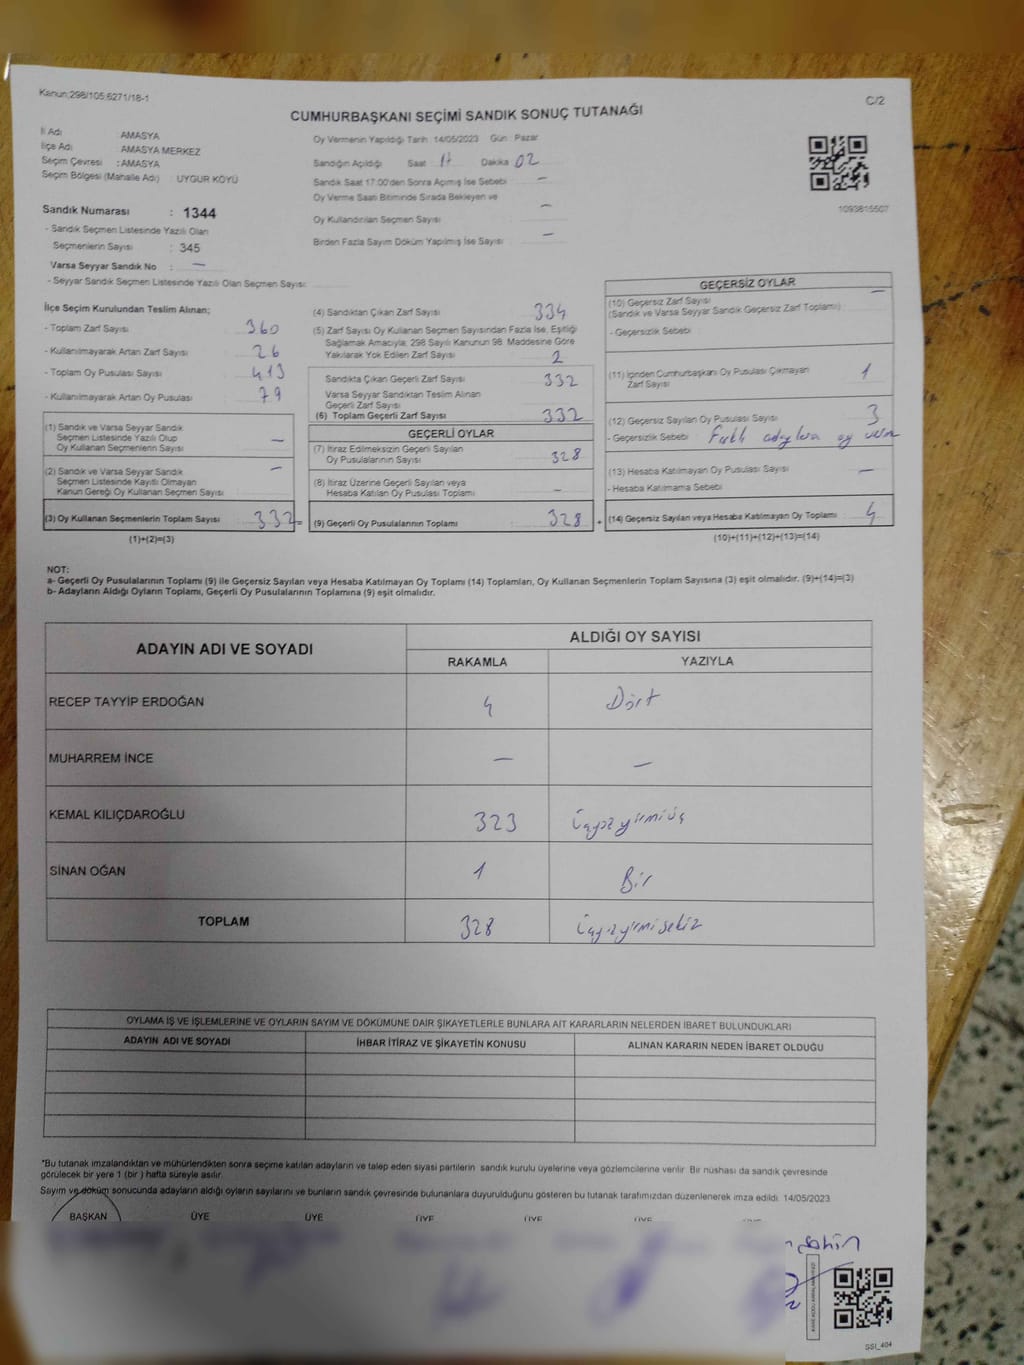 Kanun;298/105;6271/18-1
C/2
CUMHURBAŞKANI SEÇİMİ SANDIK SONUÇ TUTANAĞI
İl Adı AMASYA
İlçe Adı AMASYA MERKEZ
Seçim Çevresi : AMASYA
Seçim Bölgesi (Mahalle Adı) : UYGUR KÖYÜ
Oy Vermenin Yapıldığı Tarih : 14/05/2023 Gün : Pazar
Sandığın Açıldığı Saat Dakika 02
Sandık Saat 17:00'den Sonra Açımış İse Sebebi –
Oy Verme Saati Bitiminde Sırada Bekleyen ve
Oy Kullandırılan Seçmen Sayısı –
Birden Fazla Sayım Döküm Yapılmış İse Sayısı –
1093815507
Sandık Numarası : 1344
- Sandık Seçmen Listesinde Yazılı Olan
Seçmenlerin Sayısı : 345
Varsa Seyyar Sandık No : –
- Seyyar Sandık Seçmen Listesinde Yazılı Olan Seçmen Sayısı
İlçe Seçim Kurulundan Teslim Alınan;
- Toplam Zarf Sayısı 360
- Kullanılmayarak Artan Zarf Sayısı 26
- Toplam Oy Pusulası Sayısı 413
- Kullanılmayarak Artan Oy Pusulası 79
(1) Sandık ve Varsa Seyyar Sandık
Seçmen Listesinde Yazılı Olup
Oy Kullanan Seçmenlerin Sayısı –
(2) Sandık ve Varsa Seyyar Sandık
Seçmen Listesinde Kayıtlı Olmayan
Kanun Gereği Oy Kullanan Seçmen Sayısı –
(3) Oy Kullanan Seçmenlerin Toplam Sayısı 332 =
(1)+(2)=(3)
(4) Sandıktan Çıkan Zarf Sayısı 334
(5) Zarf Sayısı Oy Kullanan Seçmen Sayısından Fazla İse, Eşitliği
Sağlamak Amacıyla; 298 Sayılı Kanunun 98. Maddesine Göre
Yakılarak Yok Edilen Zarf Sayısı 2
Sandıkta Çıkan Geçerli Zarf Sayısı 332
Varsa Seyyar Sandıktan Teslim Alınan
Geçerli Zarf Sayısı
(6) Toplam Geçerli Zarf Sayısı 332
GEÇERLİ OYLAR
(7) İtiraz Edilmeksizin Geçerli Sayılan
Oy Pusulalarının Sayısı 328
(8) İtiraz Üzerine Geçerli Sayılan veya
Hesaba Katılan Oy Pusulası Toplamı –
(9) Geçerli Oy Pusulalarının Toplamı 328 +
GEÇERSİZ OYLAR
(10) Geçersiz Zarf Sayısı –
(Sandık ve Varsa Seyyar Sandık Geçersiz Zarf Toplamı)
- Geçersizlik Sebebi
(11) İçinden Cumhurbaşkanı Oy Pusulası Çıkmayan
Zarf Sayısı 1
(12) Geçersiz Sayılan Oy Pusulası Sayısı 3
- Geçersizlik Sebebi Farklı adaylara oy verme
(13) Hesaba Katılmayan Oy Pusulası Sayısı –
- Hesaba Katılmama Sebebi
(14) Geçersiz Sayılan veya Hesaba Katılmayan Oy Toplamı 4
(10)+(11)+(12)+(13)=(14)
NOT:
a- Geçerli Oy Pusulalarının Toplamı (9) ile Geçersiz Sayılan veya Hesaba Katılmayan Oy Toplamı (14) Toplamları, Oy Kullanan Seçmenlerin Toplam Sayısına (3) eşit olmalıdır. (9)+(14)=(3)
b- Adayların Aldığı Oyların Toplamı, Geçerli Oy Pusulalarının Toplamına (9) eşit olmalıdır.
ADAYIN ADI VE SOYADI ALDIĞI OY SAYISI
RAKAMLA YAZIYLA
RECEP TAYYİP ERDOĞAN 4 Dört
MUHARREM İNCE – –
KEMAL KILIÇDAROĞLU 323 üçyüzyirmiüç
SİNAN OĞAN 1 Bir
TOPLAM 328 üçyüzyirmisekiz
OYLAMA İŞ VE İŞLEMLERİNE VE OYLARIN SAYIM VE DÖKÜMÜNE DAİR ŞİKAYETLERLE BUNLARA AİT KARARLARIN NELERDEN İBARET BULUNDUKLARI
ADAYIN ADI VE SOYADI İHBAR İTİRAZ VE ŞİKAYETİN KONUSU ALINAN KARARIN NEDEN İBARET OLDUĞU
*Bu tutanak imzalandıktan ve mühürlendikten sonra seçime katılan adayların ve talep eden siyasi partilerin sandık kurulu üyelerine veya gözlemcilerine verilir. Bir nüshası da sandık çevresinde
görülecek bir yere 1 (bir ) hafta süreyle asılır.
Sayım ve döküm sonucunda adayların aldığı oyların sayılarını ve bunların sandık çevresinde bulunanlara duyurulduğunu gösteren bu tutanak tarafımızdan düzenlenerek imza edildi. 14/05/2023
BAŞKAN ÜYE ÜYE ÜYE ÜYE ÜYE
SSI_404